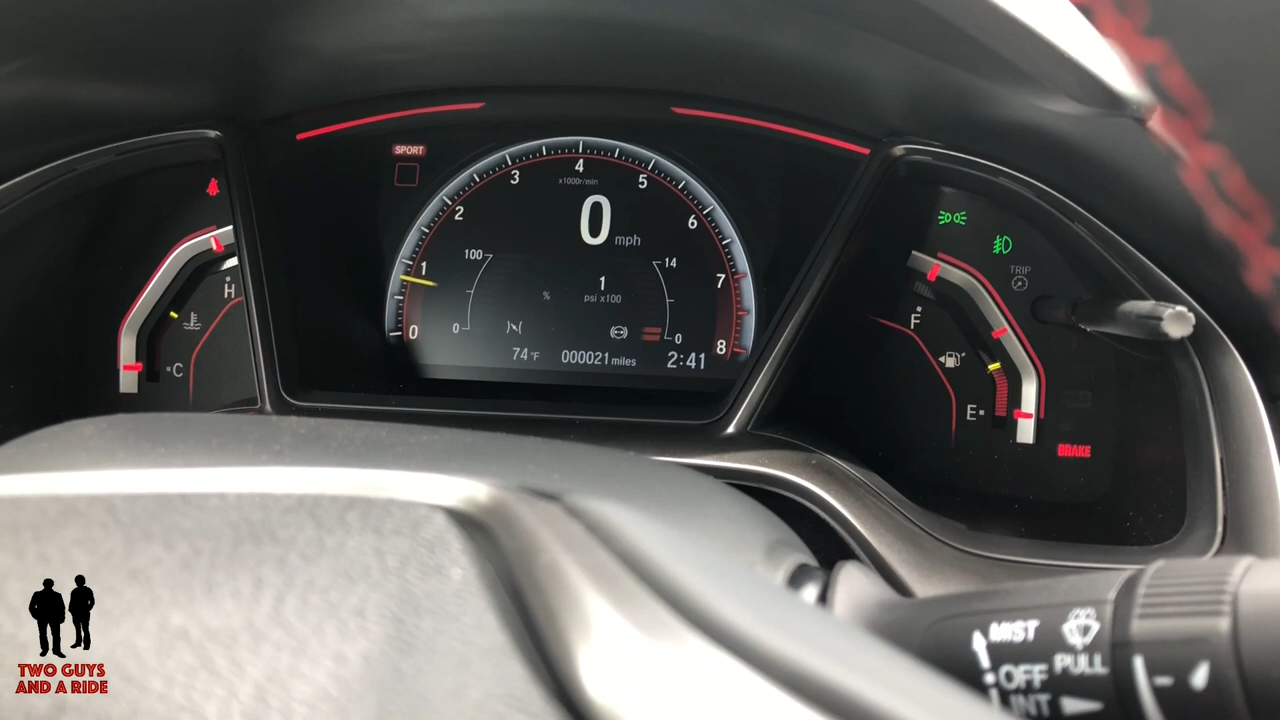 SPORT
4
x1000r/min
3
5
0
mph
2
6
100
14
1
1
7
H
%
psi x100
0
0
0
8
C
74°F
000021 miles
2:41
TRIP
F
E
BRAKE
MIST
PULL
OFF
INT
TWO GUYS
AND A RIDE